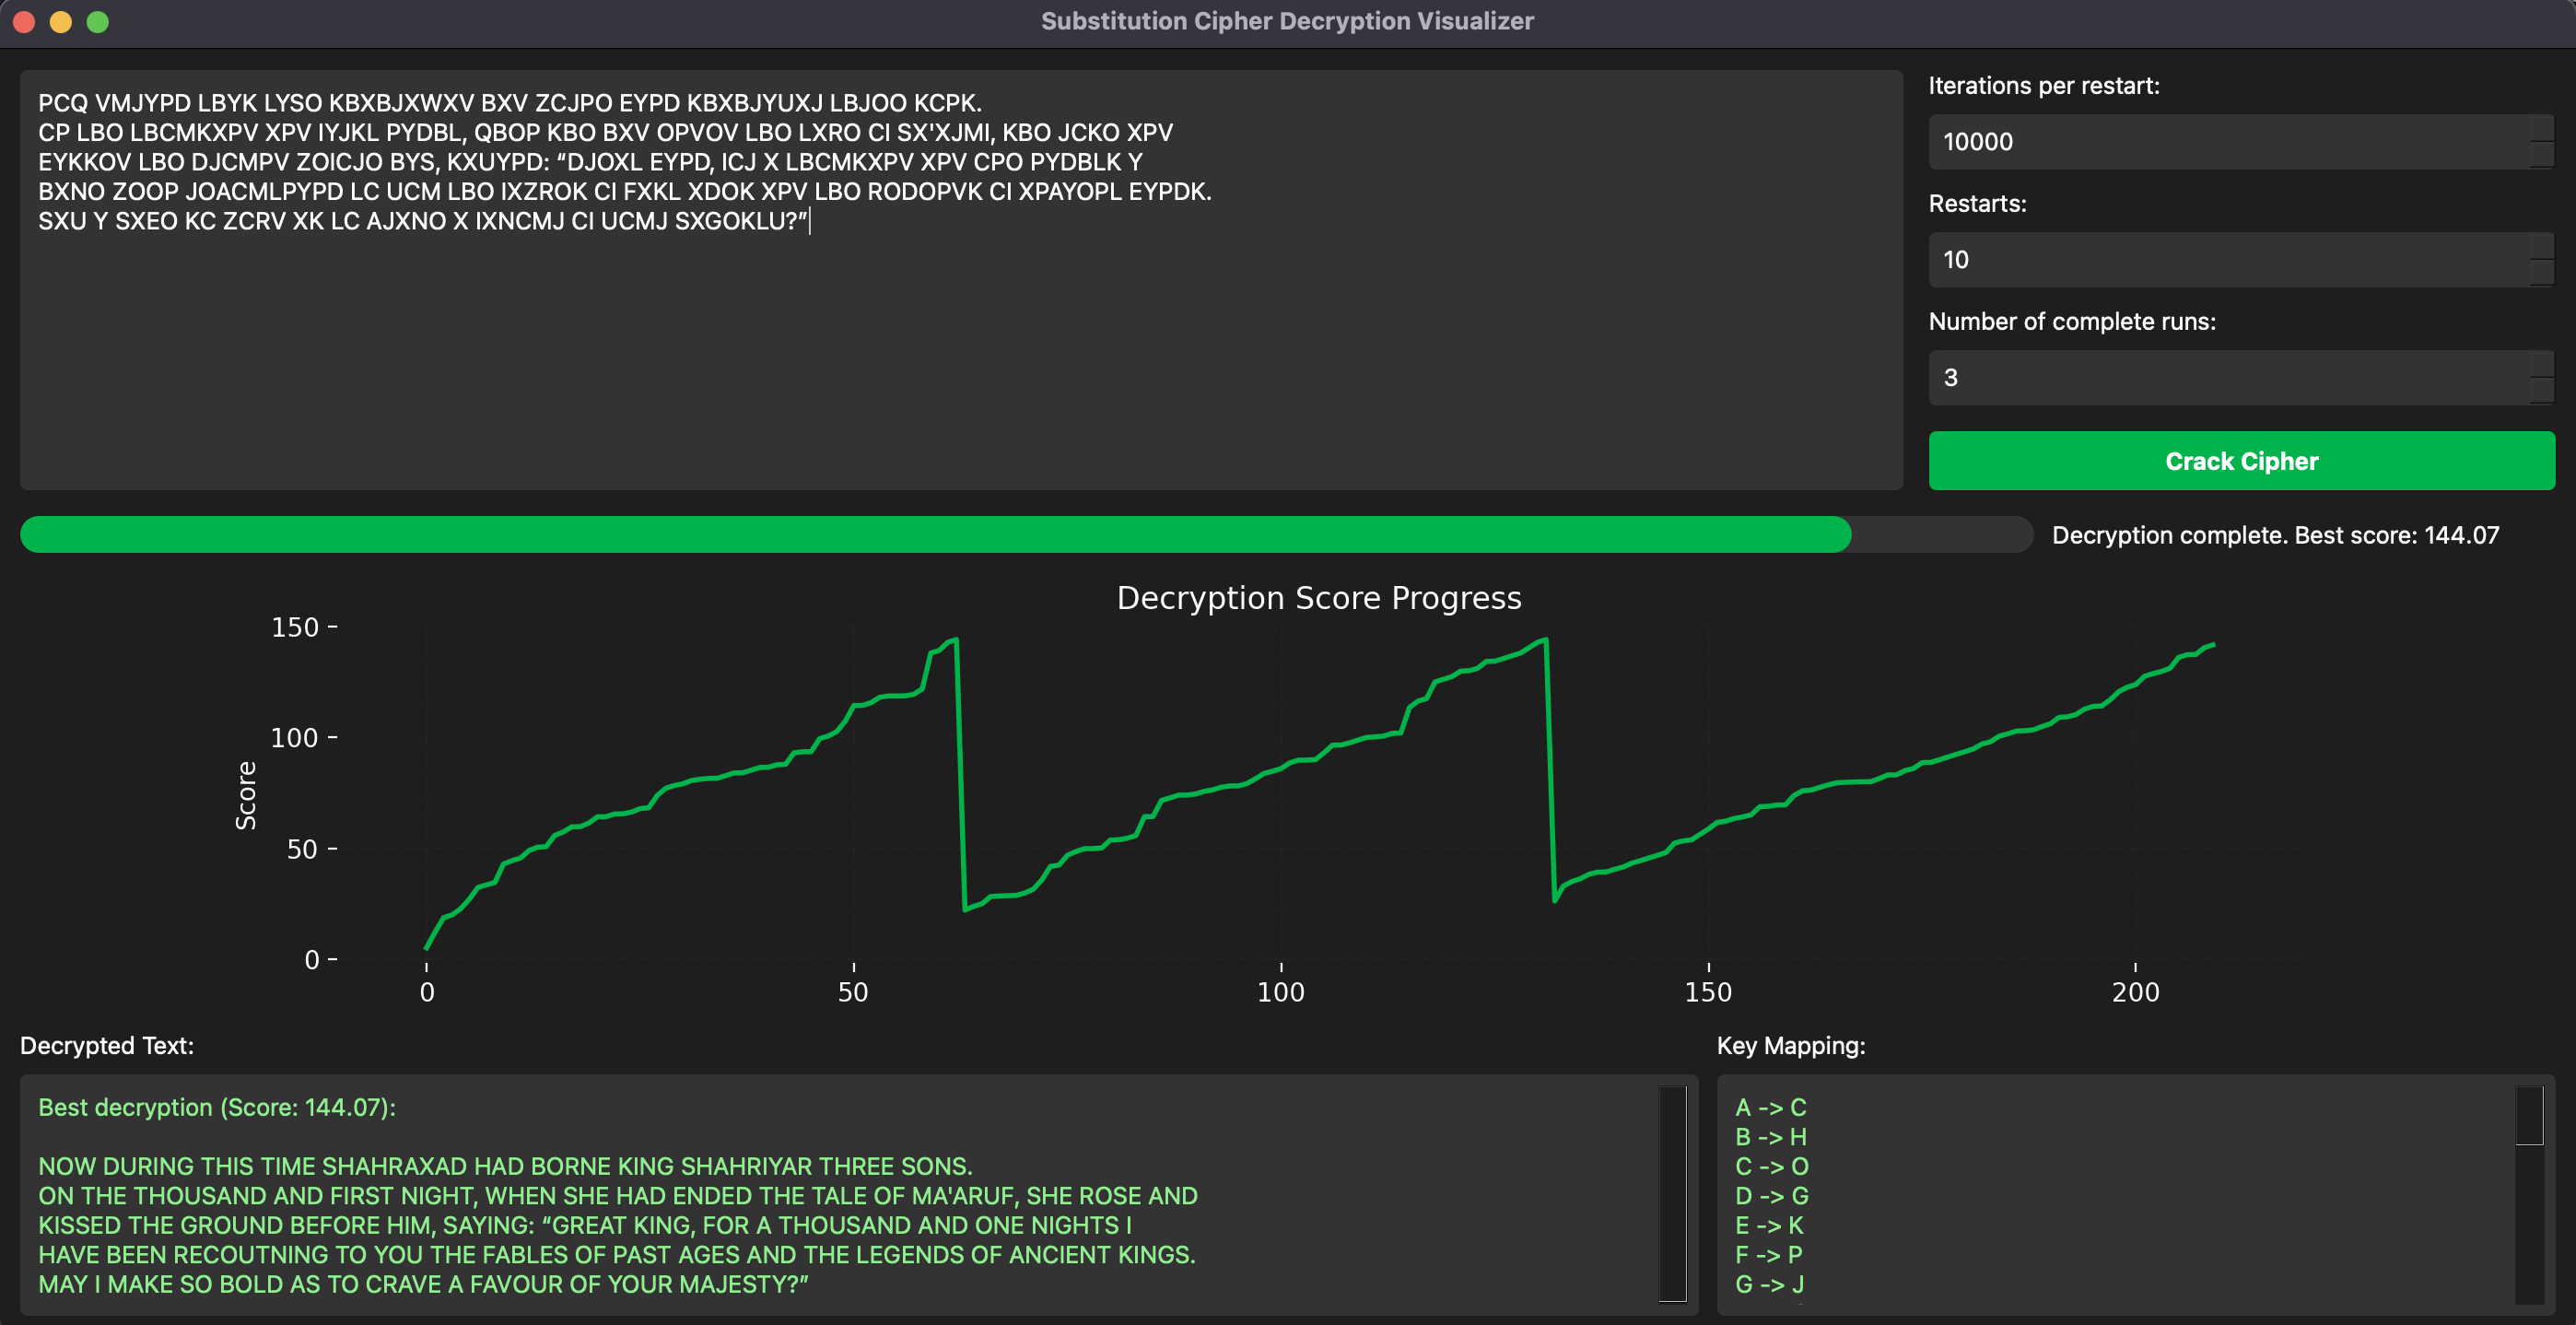 Substitution Cipher Decryption Visualizer
PCQ VMJYPD LBYK LYSO KBXBJXWXV BXV ZCJPO EYPD KBXBJYUXJ LBJOO KCPK.
CP LBO LBCMKXPV XPV IYJKL PYDBL, QBOP KBO BXV OPVOV LBO LXRO CI SX'XJMI, KBO JCKO XPV
EYKKOV LBO DJCMPV ZOICJO BYS, KXUYPD: “DJOXL EYPD, ICJ X LBCMKXPV XPV CPO PYDBLK Y
BXNO ZOOP JOACMLPYPD LC UCM LBO IXZROK CI FXKL XDOK XPV LBO RODOPVK CI XPAYOPL EYPDK.
SXU Y SXEO KC ZCRV XK LC AJXNO X IXNCMJ CI UCMJ SXGOKLU?”
Iterations per restart:
10000
Restarts:
10
Number of complete runs:
3
Crack Cipher
Decryption complete. Best score: 144.07
Decryption Score Progress
150
100
50
0
Score
0 50 100 150 200
Decrypted Text:
Best decryption (Score: 144.07):
NOW DURING THIS TIME SHAHRAXAD HAD BORNE KING SHAHRIYAR THREE SONS.
ON THE THOUSAND AND FIRST NIGHT, WHEN SHE HAD ENDED THE TALE OF MA'ARUF, SHE ROSE AND
KISSED THE GROUND BEFORE HIM, SAYING: “GREAT KING, FOR A THOUSAND AND ONE NIGHTS I
HAVE BEEN RECOUTNING TO YOU THE FABLES OF PAST AGES AND THE LEGENDS OF ANCIENT KINGS.
MAY I MAKE SO BOLD AS TO CRAVE A FAVOUR OF YOUR MAJESTY?”
Key Mapping:
A -> C
B -> H
C -> O
D -> G
E -> K
F -> P
G -> J